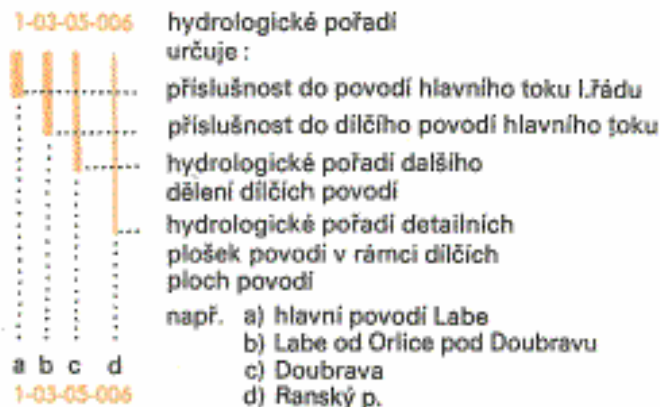 1-03-05-006 hydrologické pořadí
určuje :
příslušnost do povodí hlavního toku I.řádu
příslušnost do dílčího povodí hlavního toku
hydrologické pořadí dalšího
dělení dílčích povodí
hydrologické pořadí detailních
plošek povodí v rámci dílčích
ploch povodí
např. a) hlavní povodí Labe
b) Labe od Orlice pod Doubravu
a b c d
c) Doubrava
1-03-05-006 d) Ranský p.